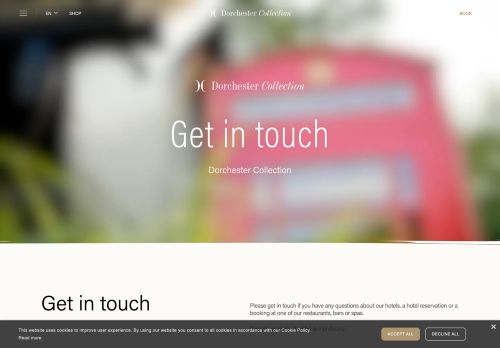 EN SHOP Dorchester Collection BOOK
Dorchester Collection
Get in touch
Dorchester Collection
Get in touch
Please get in touch if you have any questions about our hotels, a hotel reservation or a
booking at one of our restaurants, bars or spas.
This website uses cookies to improve user experience. By using our website you consent to all cookies in accordance with our Cookie Policy.
Read more
ACCEPT ALL
DECLINE ALL